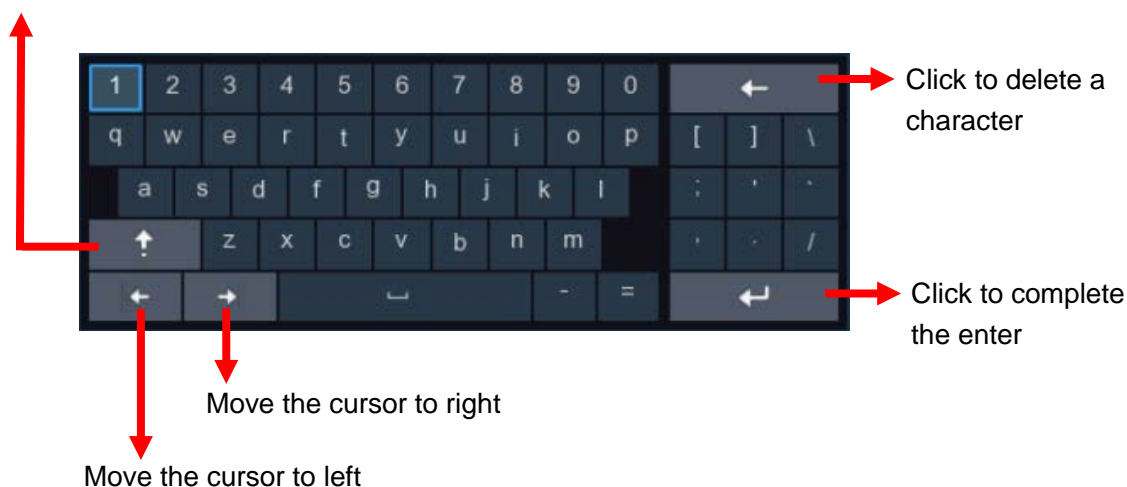 1 2 3 4 5 6 7 8 9 0
Click to delete a
character
q w e r t y u i o p [ ] \
a s d f g h j k l ; ' `
z x c v b n m /
- =
Click to complete
the enter
Move the cursor to right
Move the cursor to left